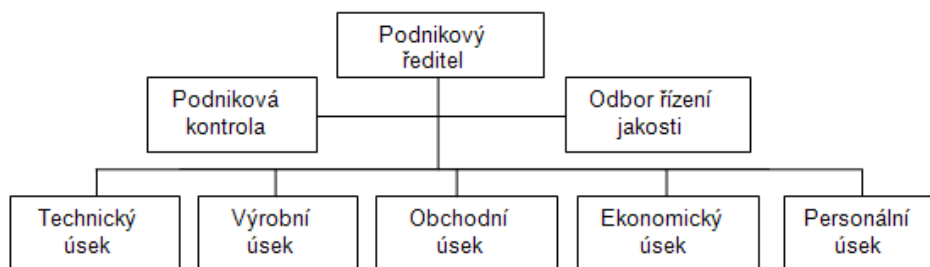 Podnikový
ředitel
Podniková
kontrola
Odbor řízení
jakosti
Technický
úsek
Výrobní
úsek
Obchodní
úsek
Ekonomický
úsek
Personální
úsek